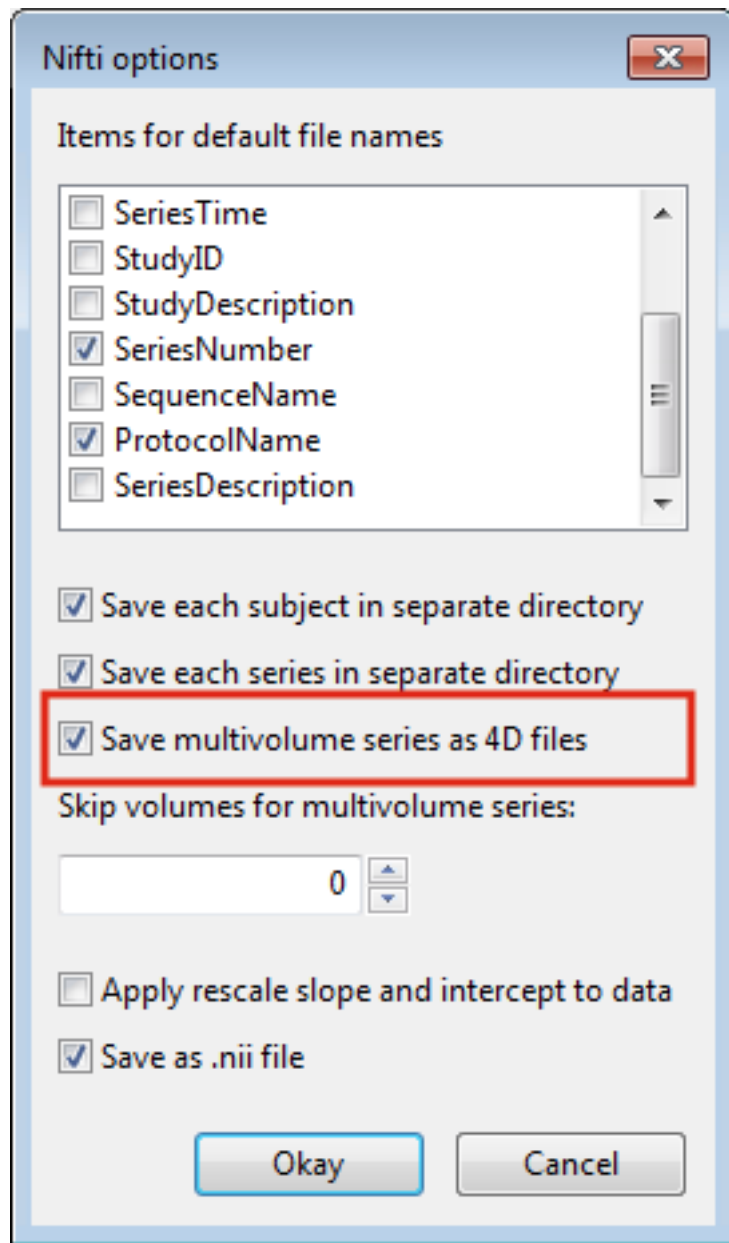 Nifti options
Items for default file names
SeriesTime
StudyID
StudyDescription
SeriesNumber
SequenceName
ProtocolName
SeriesDescription
Save each subject in separate directory
Save each series in separate directory
Save multivolume series as 4D files
Skip volumes for multivolume series:
0
Apply rescale slope and intercept to data
Save as .nii file
Okay Cancel